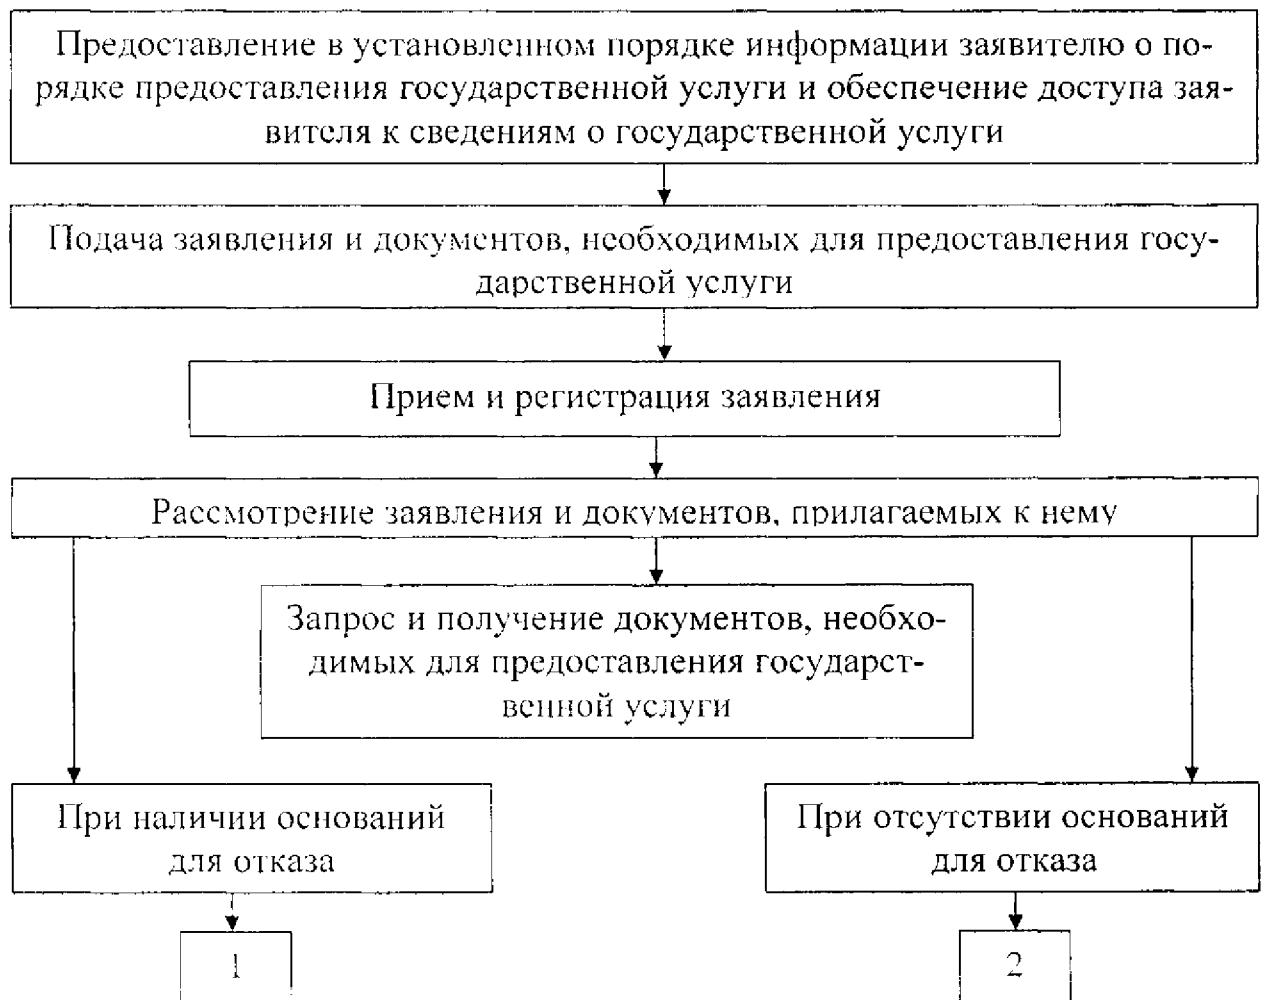 Предоставление в установленном порядке информации заявителю о по-
рядке предоставления государственной услуги и обеспечение доступа зая-
вителя к сведениям о государственной услуги
Подача заявления и документов, необходимых для предоставления госу-
дарственной услуги
Прием и регистрация заявления
Рассмотрение заявления и документов, прилагаемых к нему
Запрос и получение документов, необхо-
димых для предоставления государст-
венной услуги
При наличии оснований
для отказа
При отсутствии оснований
для отказа
1
2